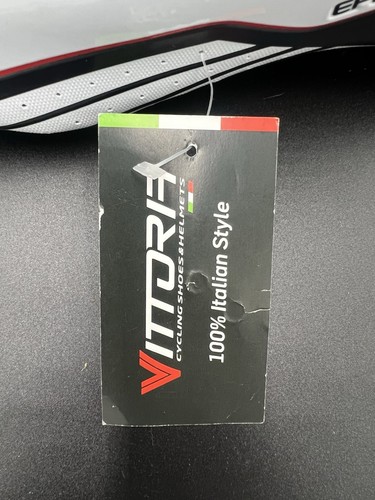 VITTORIA
CYCLING SHOES & HELMETS
100% Italian Style